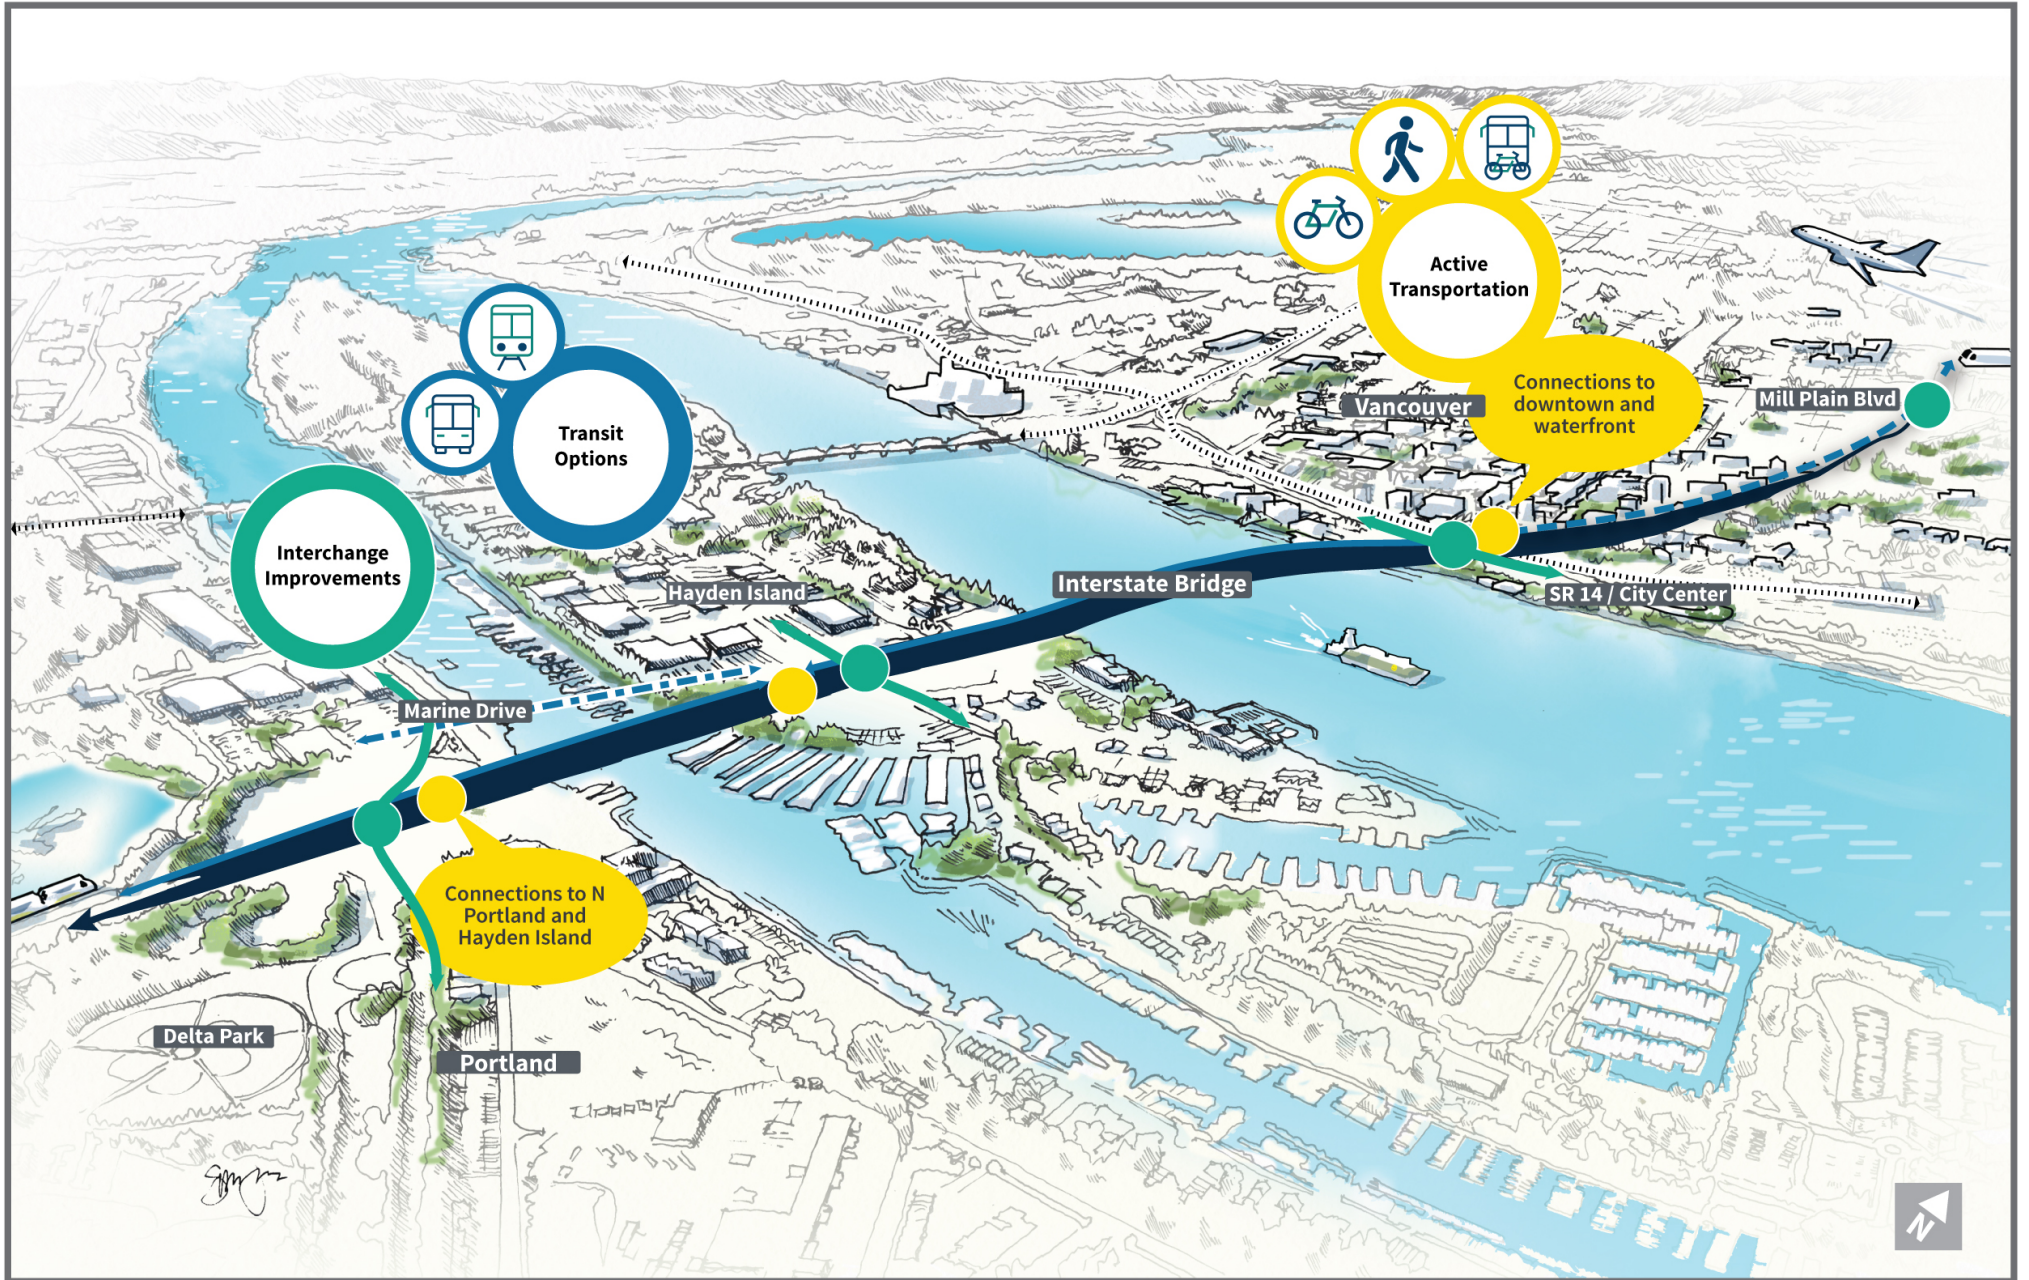 Active
Transportation
Connections to
downtown and
waterfront
Mill Plain Blvd
Vancouver
Transit
Options
Interchange
Improvements
Hayden Island
Interstate Bridge
SR 14 / City Center
Marine Drive
Connections to N
Portland and
Hayden Island
Delta Park
Portland
N